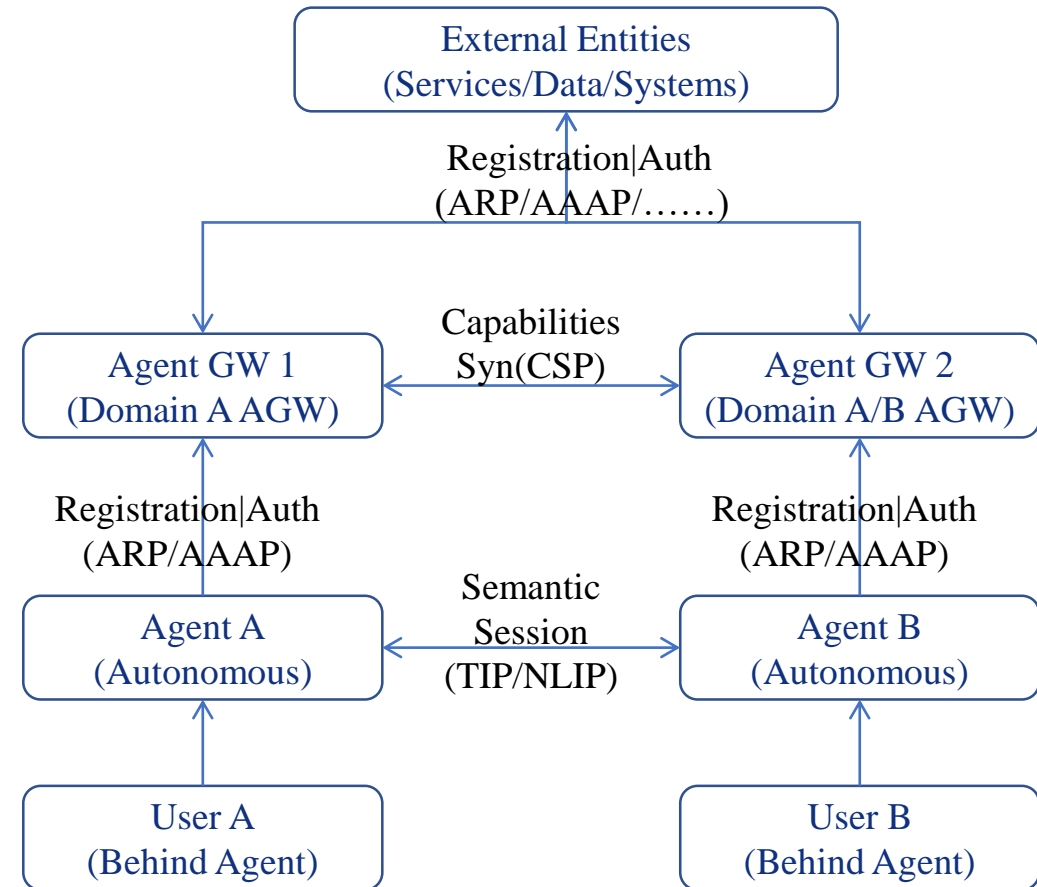 External Entities
(Services/Data/Systems)
Registration|Auth
(ARP/AAAP/……)
Capabilities
Syn(CSP)
Agent GW 1
(Domain A AGW)
Agent GW 2
(Domain A/B AGW)
Registration|Auth
(ARP/AAAP)
Registration|Auth
(ARP/AAAP)
Semantic
Session
(TIP/NLIP)
Agent A
(Autonomous)
Agent B
(Autonomous)
User A
(Behind Agent)
User B
(Behind Agent)